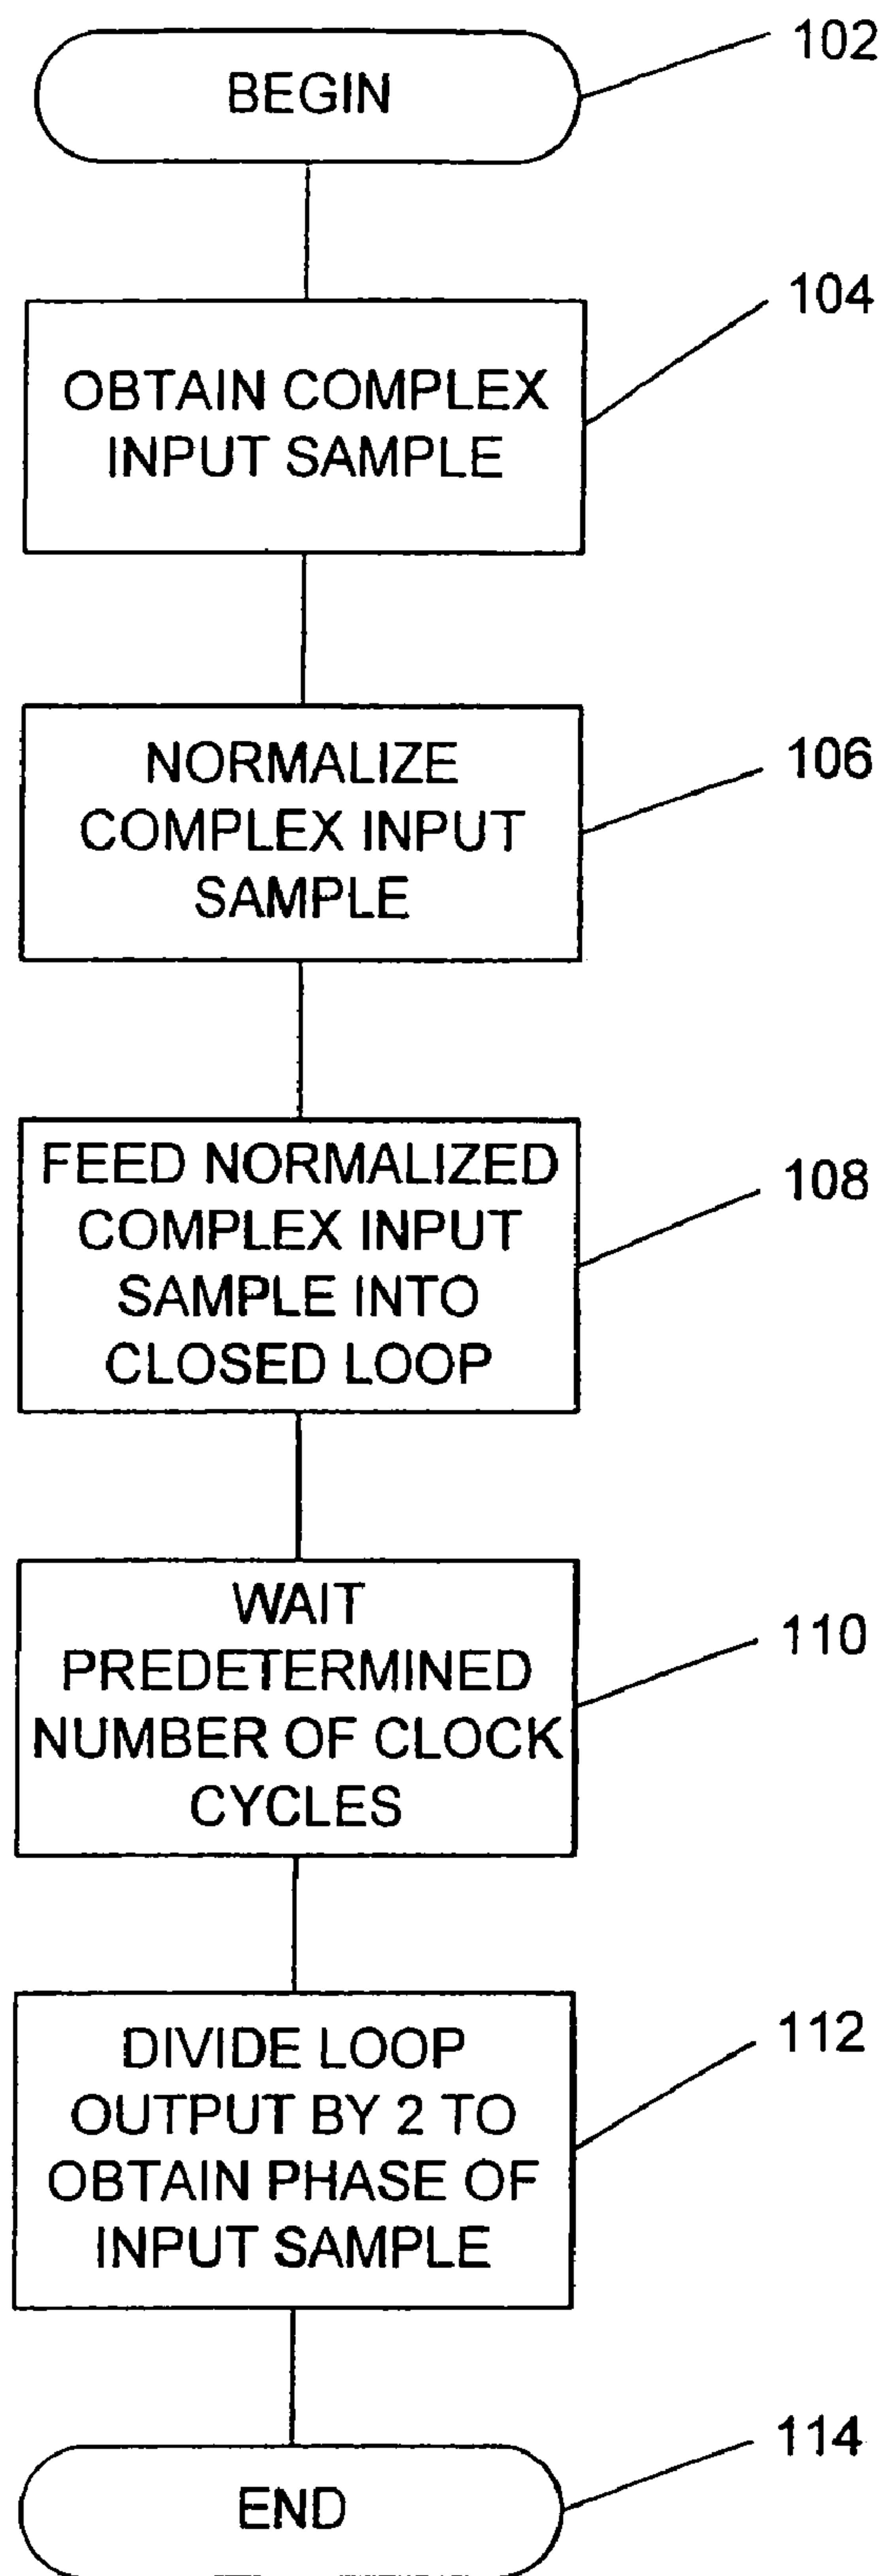 BEGIN
102
OBTAIN COMPLEX
INPUT SAMPLE
104
NORMALIZE
COMPLEX INPUT
SAMPLE
106
FEED NORMALIZED
COMPLEX INPUT
SAMPLE INTO
CLOSED LOOP
108
WAIT
PREDETERMINED
NUMBER OF CLOCK
CYCLES
110
DIVIDE LOOP
OUTPUT BY 2 TO
OBTAIN PHASE OF
INPUT SAMPLE
112
END
114